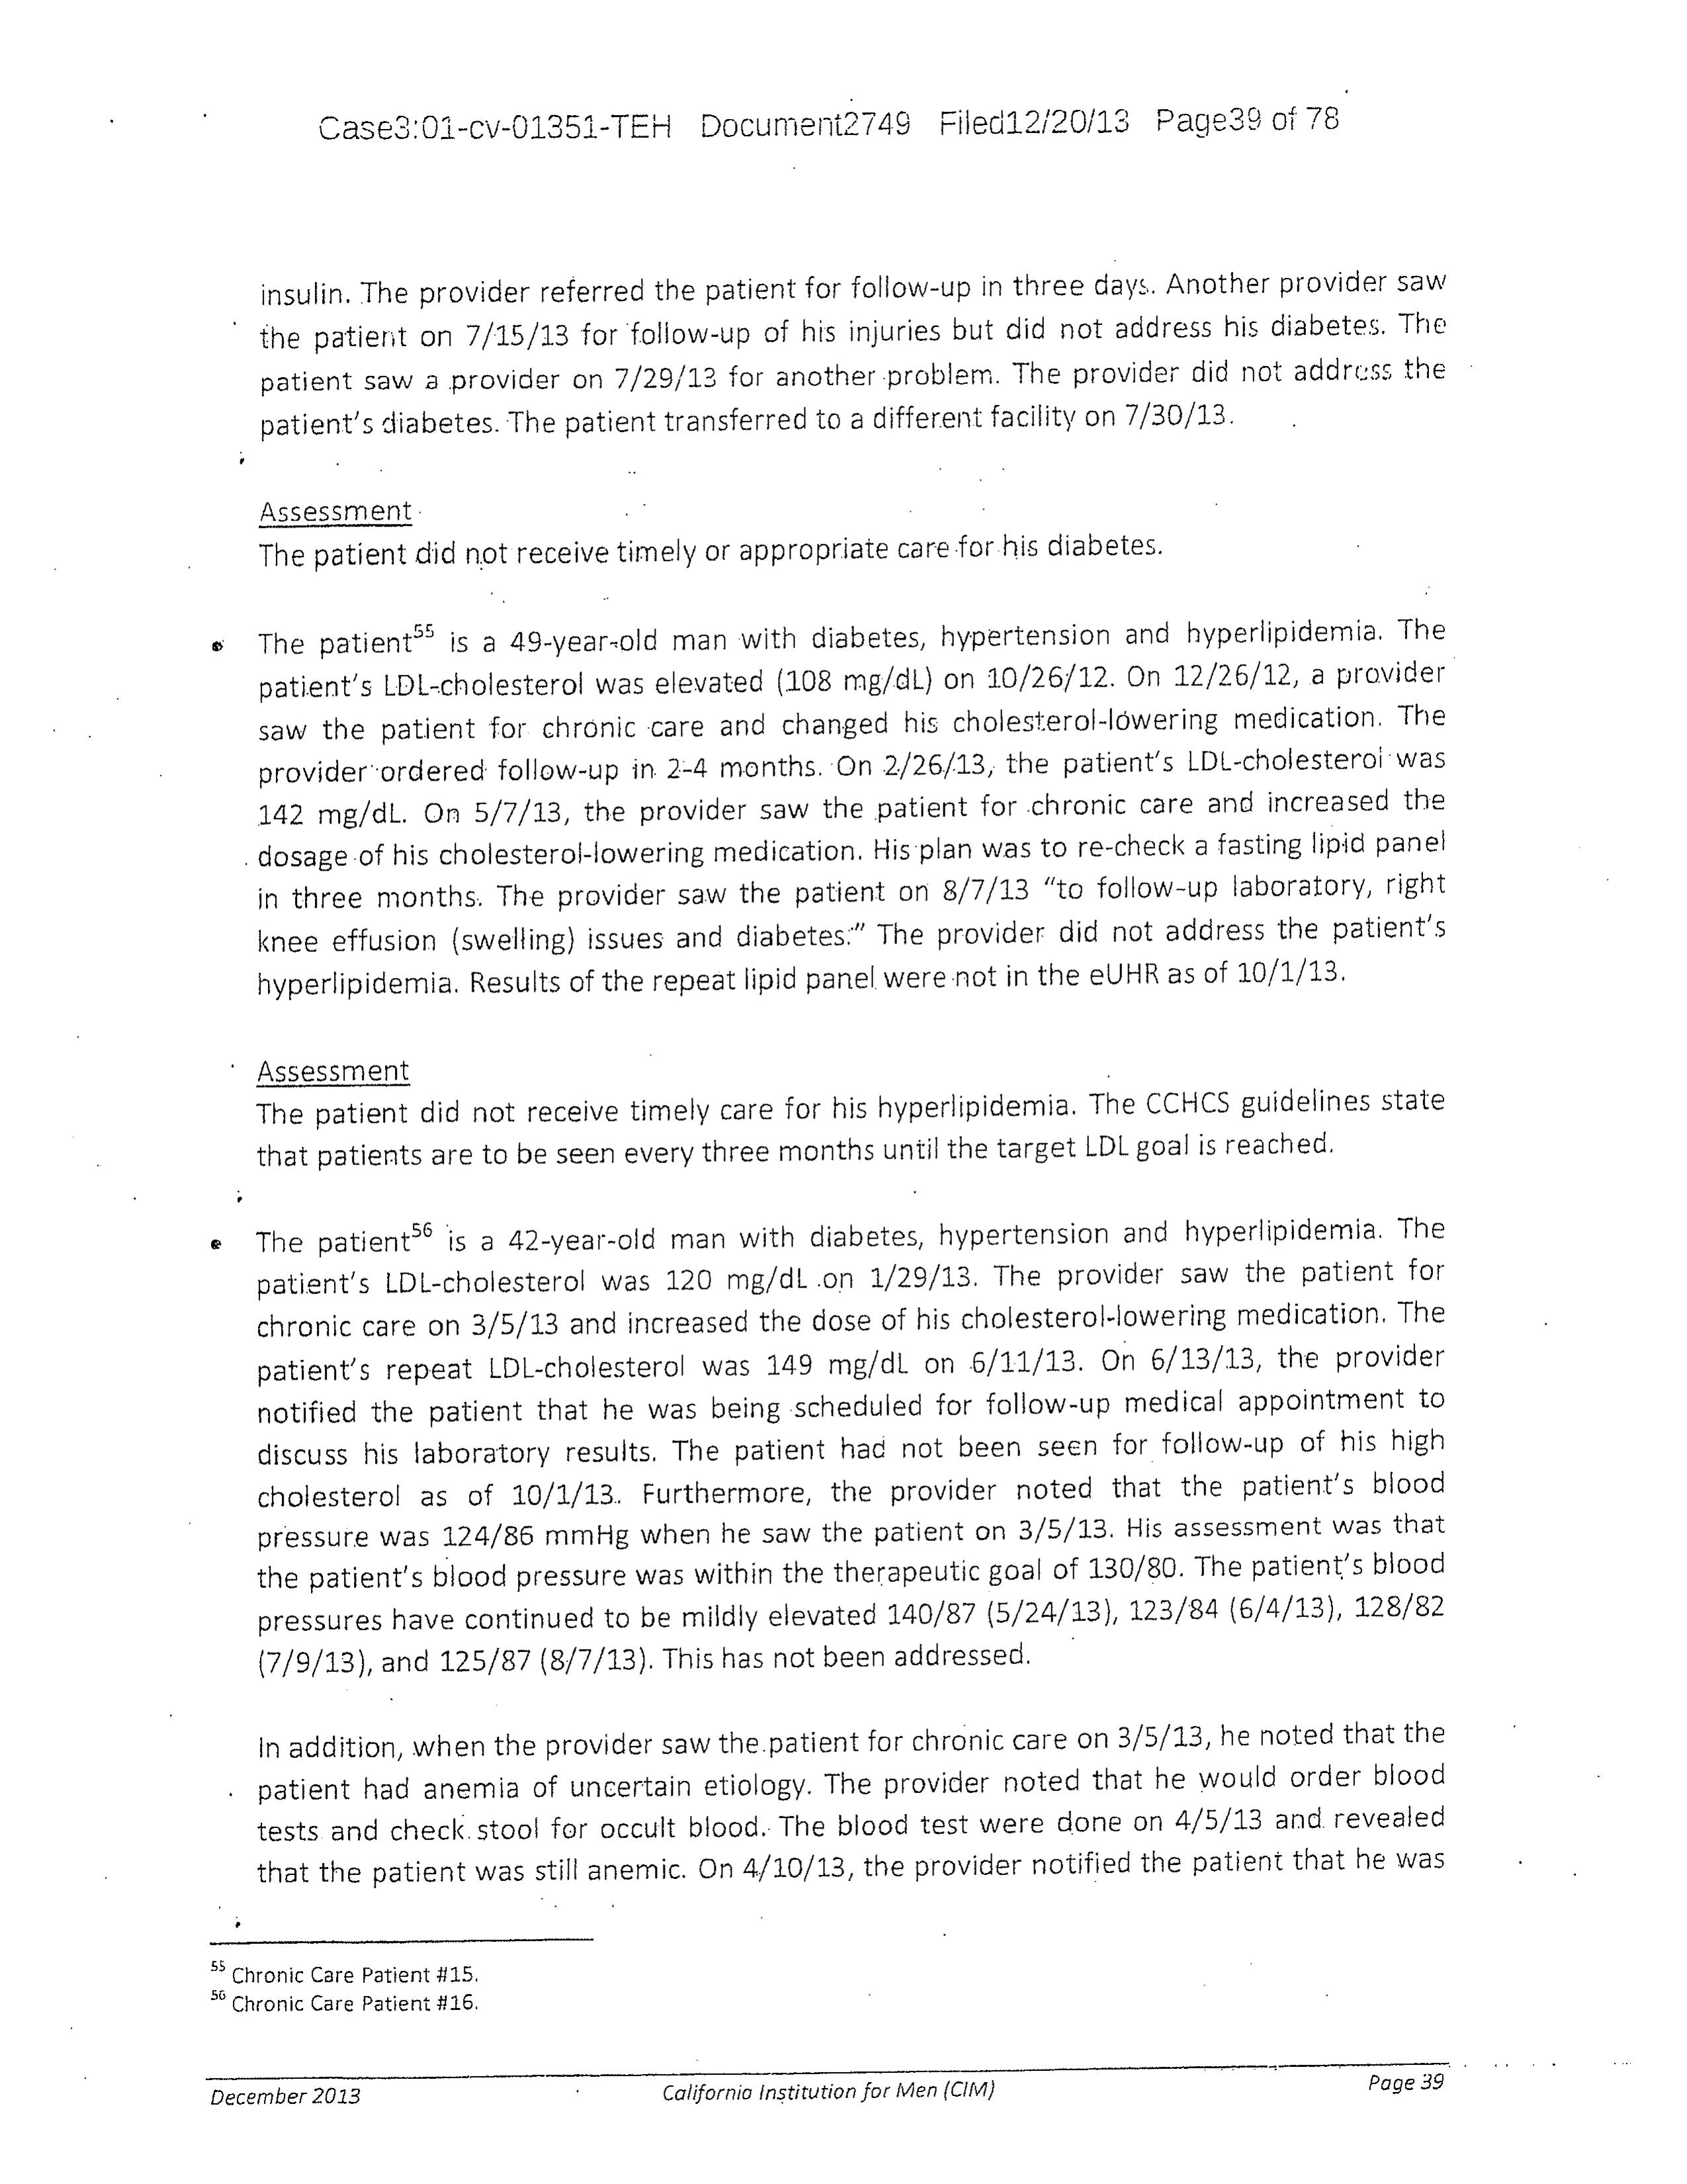 Case3:01-cv-01351-TEH Document2749 Filed12/20/13 Page39 of 78
insulin. The provider referred the patient for follow-up in three days. Another provider saw
the patient on 7/15/13 for follow-up of his injuries but did not address his diabetes. The
patient saw a provider on 7/29/13 for another problem. The provider did not address the
patient's diabetes. The patient transferred to a different facility on 7/30/13.
Assessment
The patient did not receive timely or appropriate care for his diabetes.
• The patient55 is a 49-year-old man with diabetes, hypertension and hyperlipidemia. The
patient's LDL-cholesterol was elevated (108 mg/dL) on 10/26/12. On 12/26/12, a provider
saw the patient for chronic care and changed his cholesterol-lowering medication. The
provider ordered follow-up in 2-4 months. On 2/26/13, the patient's LDL-cholesterol was
142 mg/dL. On 5/7/13, the provider saw the patient for chronic care and increased the
dosage of his cholesterol-lowering medication. His plan was to re-check a fasting lipid panel
in three months. The provider saw the patient on 8/7/13 "to follow-up laboratory, right
knee effusion (swelling) issues and diabetes." The provider did not address the patient's
hyperlipidemia. Results of the repeat lipid panel were not in the eUHR as of 10/1/13.
Assessment
The patient did not receive timely care for his hyperlipidemia. The CCHCS guidelines state
that patients are to be seen every three months until the target LDL goal is reached.
• The patient56 is a 42-year-old man with diabetes, hypertension and hyperlipidemia. The
patient's LDL-cholesterol was 120 mg/dL on 1/29/13. The provider saw the patient for
chronic care on 3/5/13 and increased the dose of his cholesterol-lowering medication. The
patient's repeat LDL-cholesterol was 149 mg/dL on 6/11/13. On 6/13/13, the provider
notified the patient that he was being scheduled for follow-up medical appointment to
discuss his laboratory results. The patient had not been seen for follow-up of his high
cholesterol as of 10/1/13. Furthermore, the provider noted that the patient's blood
pressure was 124/86 mmHg when he saw the patient on 3/5/13. His assessment was that
the patient's blood pressure was within the therapeutic goal of 130/80. The patient's blood
pressures have continued to be mildly elevated 140/87 (5/24/13), 123/84 (6/4/13), 128/82
(7/9/13), and 125/87 (8/7/13). This has not been addressed.
In addition, when the provider saw the patient for chronic care on 3/5/13, he noted that the
patient had anemia of uncertain etiology. The provider noted that he would order blood
tests and check stool for occult blood. The blood test were done on 4/5/13 and revealed
that the patient was still anemic. On 4/10/13, the provider notified the patient that he was
55 Chronic Care Patient #15.
56 Chronic Care Patient #16.
December 2013 California Institution for Men (CIM) Page 39